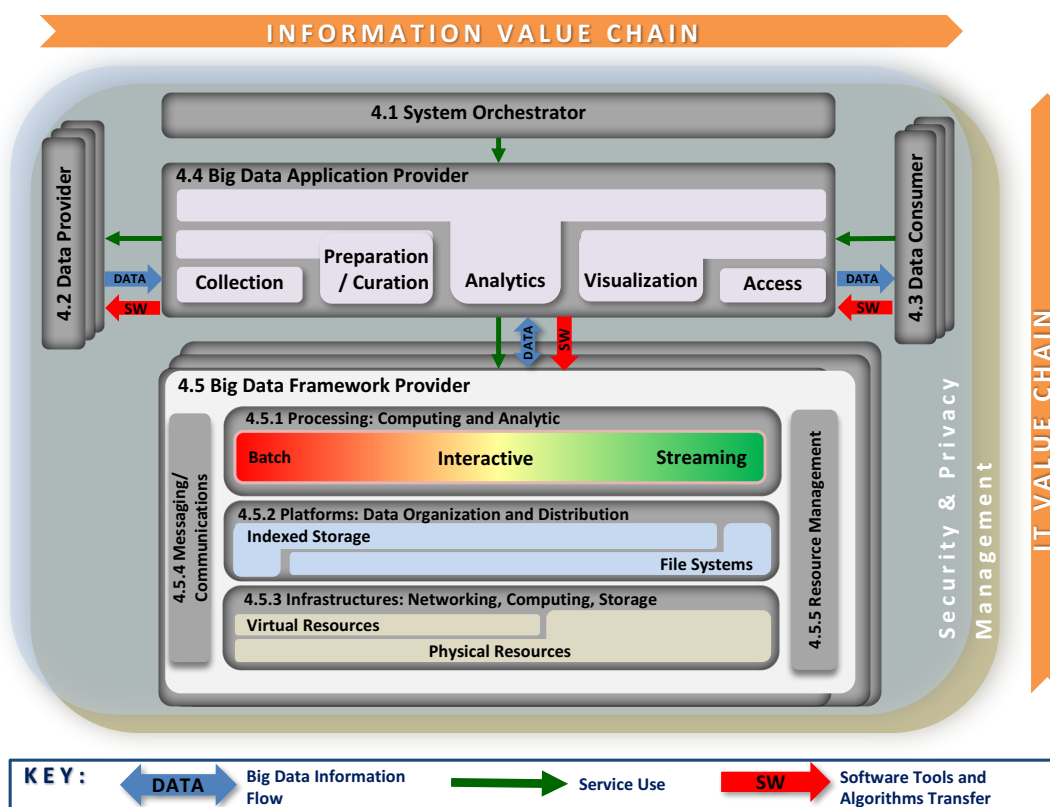 INFORMATION VALUE CHAIN
4.1 System Orchestrator
4.2 Data Provider
4.4 Big Data Application Provider
Collection
Preparation
/ Curation
Analytics
Visualization
Access
4.3 Data Consumer
DATA
SW
DATA
SW
DATA
SW
4.5 Big Data Framework Provider
4.5.4 Messaging/
Communications
4.5.1 Processing: Computing and Analytic
Batch
Interactive
Streaming
4.5.2 Platforms: Data Organization and Distribution
Indexed Storage
File Systems
4.5.3 Infrastructures: Networking, Computing, Storage
Virtual Resources
Physical Resources
4.5.5 Resource Management
Security & Privacy
Management
IT VALUE CHAIN
KEY:
DATA
Big Data Information
Flow
Service Use
SW
Software Tools and
Algorithms Transfer